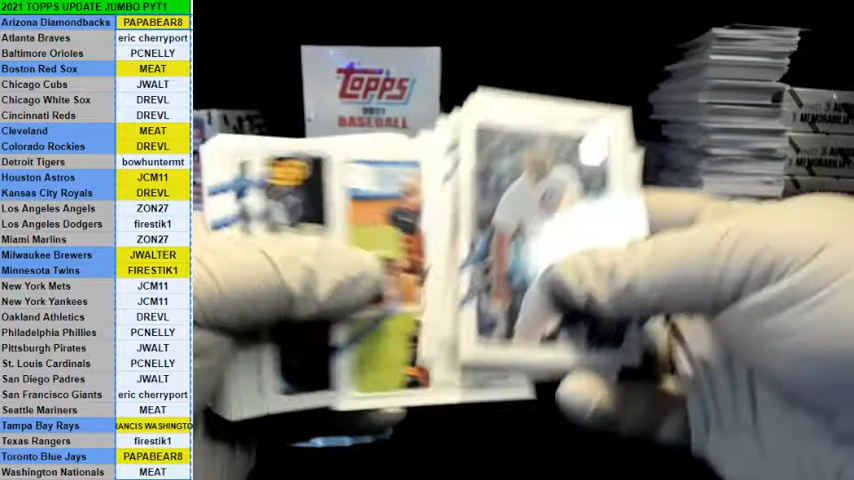 2021 TOPPS UPDATE JUMBO PYT1
Arizona Diamondbacks PAPABEAR8
Atlanta Braves eric cherryport
Baltimore Orioles PCNELLY
Boston Red Sox MEAT
Chicago Cubs JWALT
Chicago White Sox DREVL
Cincinnati Reds DREVL
Cleveland MEAT
Colorado Rockies DREVL
Detroit Tigers bowhuntermt
Houston Astros JCM11
Kansas City Royals DREVL
Los Angeles Angels ZON27
Los Angeles Dodgers firestik1
Miami Marlins ZON27
Milwaukee Brewers JWALTER
Minnesota Twins FIRESTIK1
New York Mets JCM11
New York Yankees JCM11
Oakland Athletics DREVL
Philadelphia Phillies PCNELLY
Pittsburgh Pirates JWALT
St. Louis Cardinals PCNELLY
San Diego Padres JWALT
San Francisco Giants eric cherryport
Seattle Mariners MEAT
Tampa Bay Rays RANCIS WASHINGTO
Texas Rangers firestik1
Toronto Blue Jays PAPABEAR8
Washington Nationals MEAT
Topps
2021
BASEBALL
MEMORABILIA
MEMORABILIA